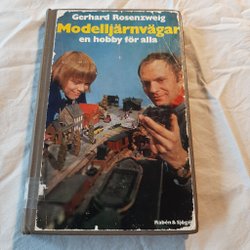 Gerhard Rosenzweig
Modelljärnvägar
en hobby för alla
Rabén & Sjögren